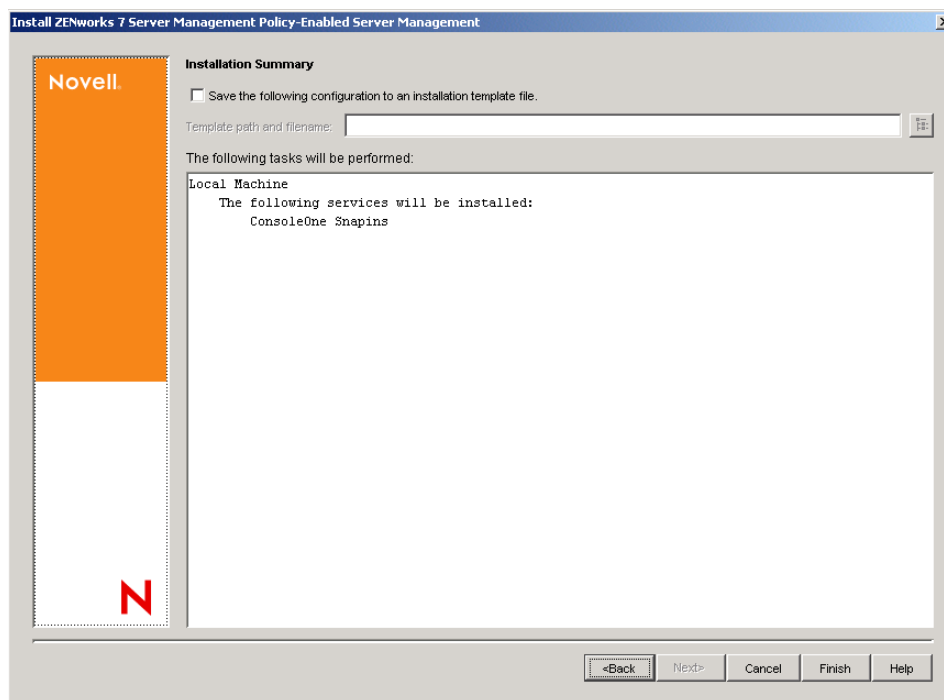 Install ZENworks 7 Server Management Policy-Enabled Server Management
Novell.
Installation Summary
Save the following configuration to an installation template file.
Template path and filename:
The following tasks will be performed:
Local Machine
The following services will be installed:
ConsoleOne Snapins
N
<Back Next> Cancel Finish Help